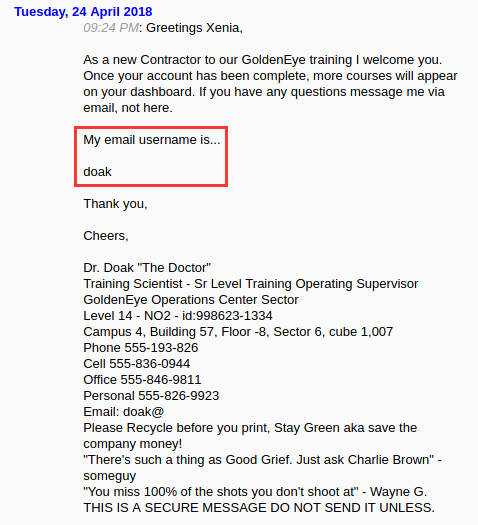 Tuesday, 24 April 2018
09:24 PM: Greetings Xenia,
As a new Contractor to our GoldenEye training I welcome you.
Once your account has been complete, more courses will appear
on your dashboard. If you have any questions message me via
email, not here.
My email username is...
doak
Thank you,
Cheers,
Dr. Doak "The Doctor"
Training Scientist - Sr Level Training Operating Supervisor
GoldenEye Operations Center Sector
Level 14 - NO2 - id:998623-1334
Campus 4, Building 57, Floor -8, Sector 6, cube 1,007
Phone 555-193-826
Cell 555-836-0944
Office 555-846-9811
Personal 555-826-9923
Email: doak@
Please Recycle before you print, Stay Green aka save the
company money!
"There's such a thing as Good Grief. Just ask Charlie Brown" -
someguy
"You miss 100% of the shots you don't shoot at" - Wayne G.
THIS IS A SECURE MESSAGE DO NOT SEND IT UNLESS.